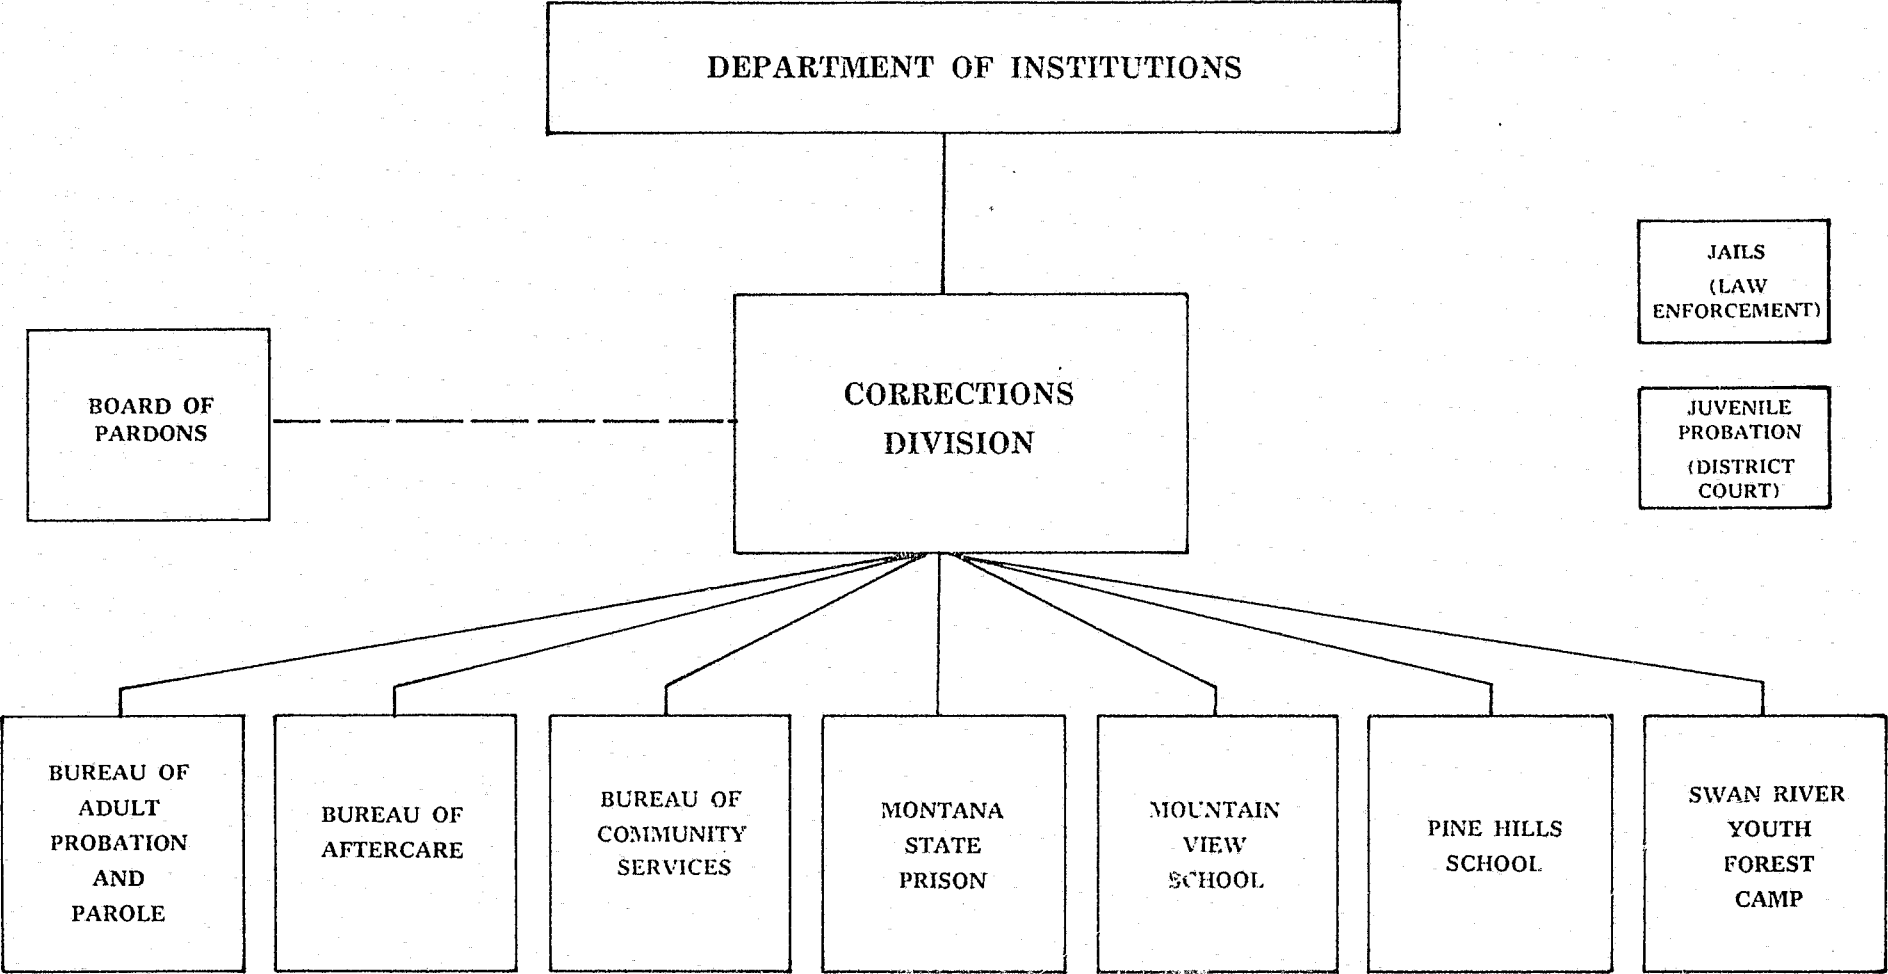 DEPARTMENT OF INSTITUTIONS
JAILS
(LAW
ENFORCEMENT)
BOARD OF
PARDONS
CORRECTIONS
DIVISION
JUVENILE
PROBATION
(DISTRICT
COURT)
BUREAU OF
ADULT
PROBATION
AND
PAROLE
BUREAU OF
AFTERCARE
BUREAU OF
COMMUNITY
SERVICES
MONTANA
STATE
PRISON
MOUNTAIN
VIEW
SCHOOL
PINE HILLS
SCHOOL
SWAN RIVER
YOUTH
FOREST
CAMP